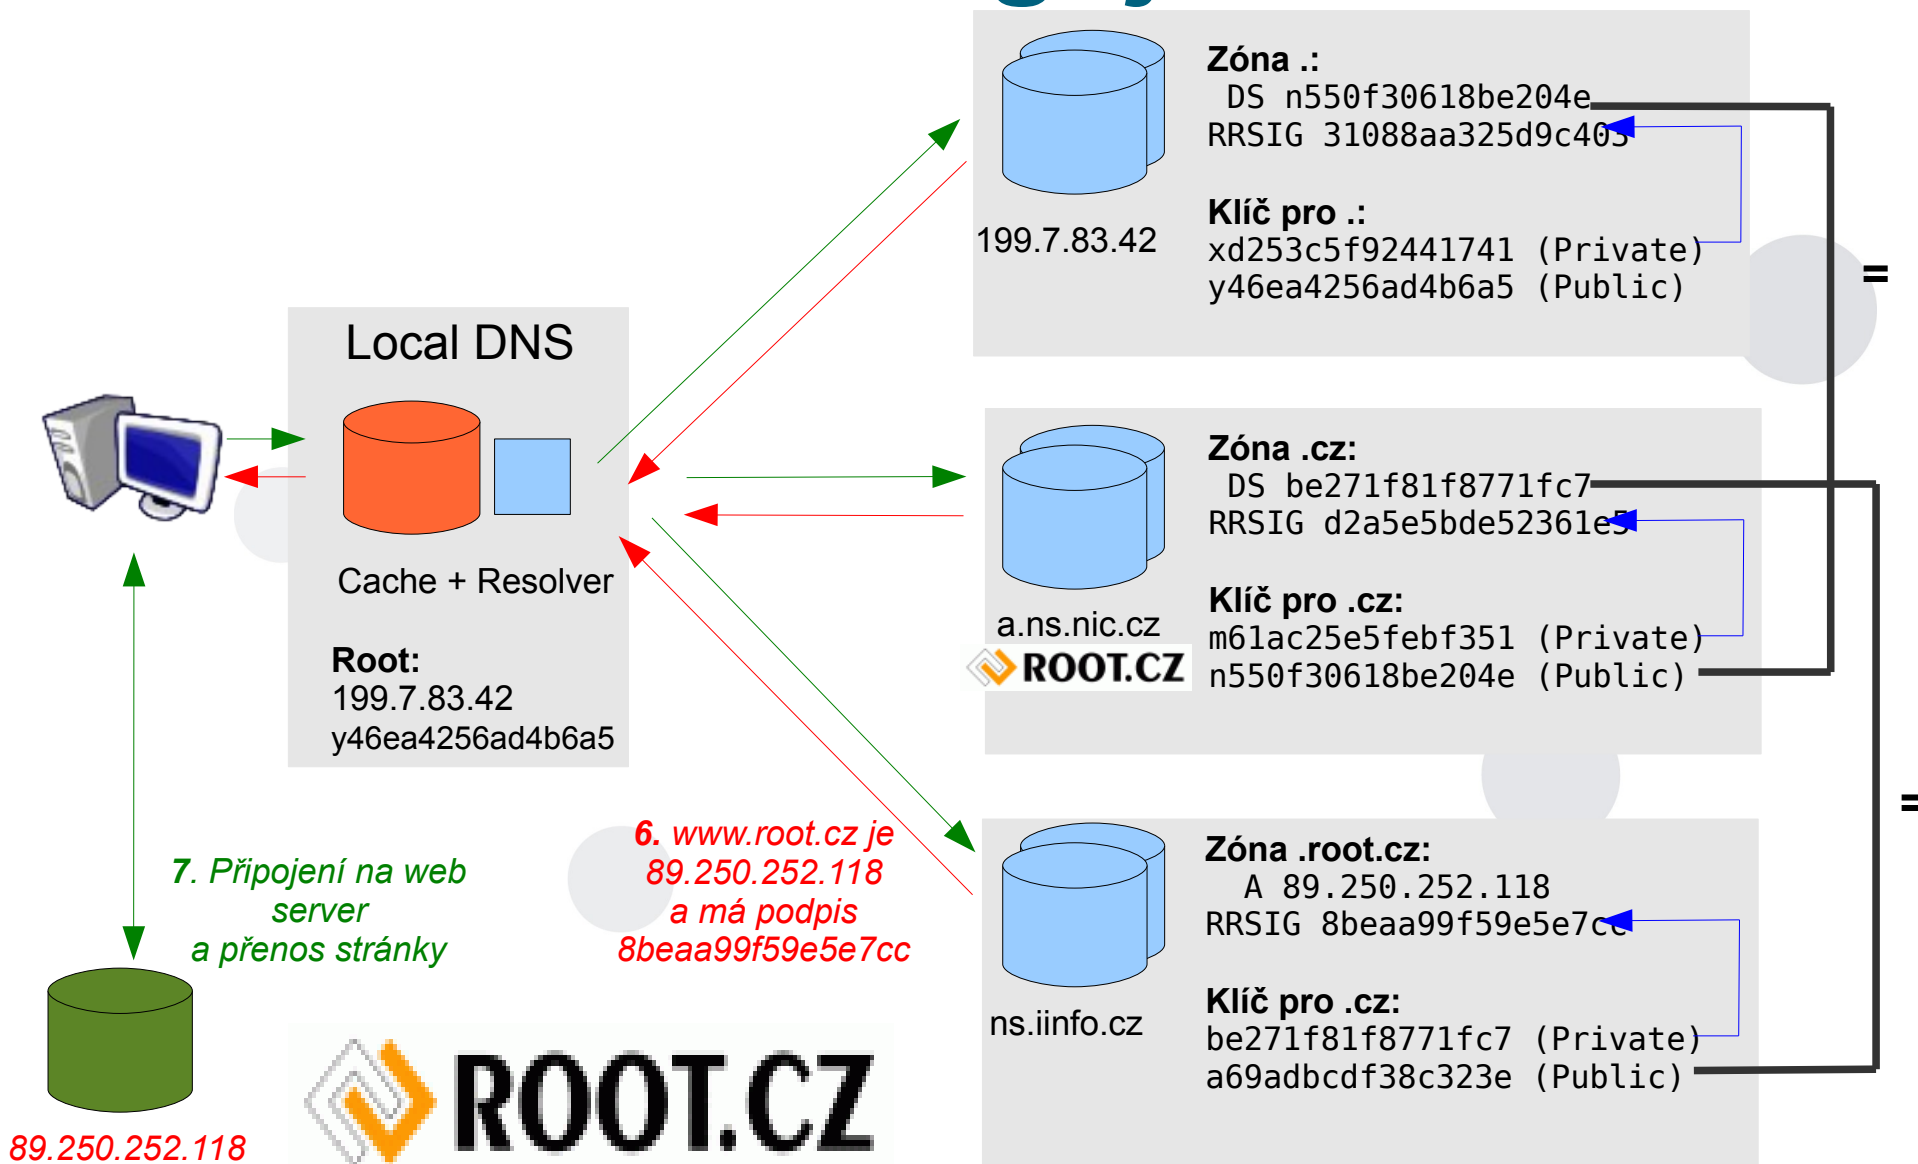 Zóna .:
DS n550f30618be204e
RRSIG 31088aa325d9c403
Klíč pro .:
xd253c5f92441741 (Private)
y46ea4256ad4b6a5 (Public)
199.7.83.42
=
Local DNS
Cache + Resolver
Root:
199.7.83.42
y46ea4256ad4b6a5
Zóna .cz:
DS be271f81f8771fc7
RRSIG d2a5e5bde52361e5
Klíč pro .cz:
m61ac25e5febf351 (Private)
n550f30618be204e (Public)
a.ns.nic.cz
ROOT.CZ
=
Zóna .root.cz:
A 89.250.252.118
RRSIG 8beaa99f59e5e7cc
Klíč pro .cz:
be271f81f8771fc7 (Private)
a69adbcdf38c323e (Public)
ns.iinfo.cz
6. www.root.cz je
89.250.252.118
a má podpis
8beaa99f59e5e7cc
7. Připojení na web
server
a přenos stránky
89.250.252.118
ROOT.CZ